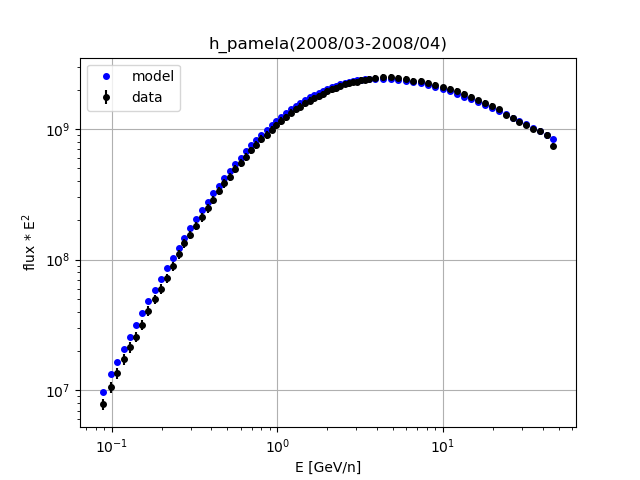 h_pamela(2008/03-2008/04)
model
data
flux * E²
10⁹
10⁸
10⁷
10⁻¹
10⁰
10¹
E [GeV/n]